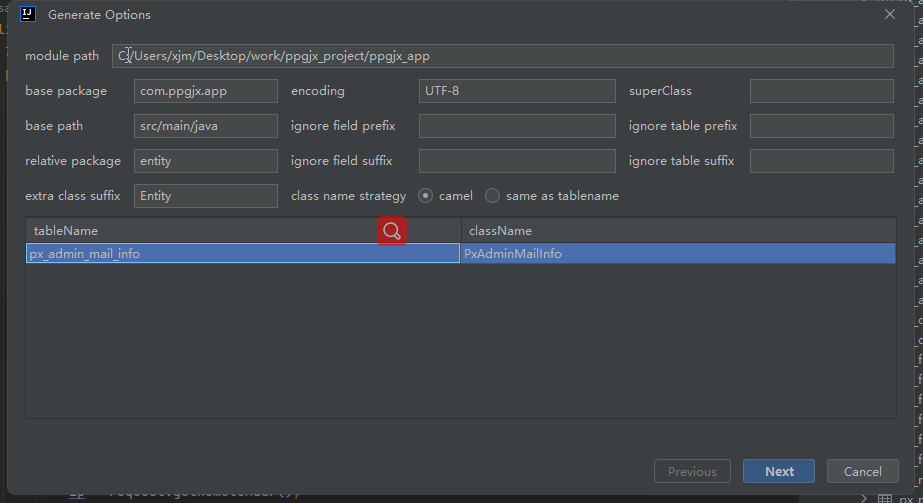 Generate Options
module path C:/Users/xjm/Desktop/work/ppgjx_project/ppgjx_app
base package com.ppgjx.app encoding UTF-8 superClass
base path src/main/java ignore field prefix ignore table prefix
relative package entity ignore field suffix ignore table suffix
extra class suffix Entity class name strategy camel same as tablename
tableName className
px_admin_mail_info PxAdminMailInfo
Previous Next Cancel